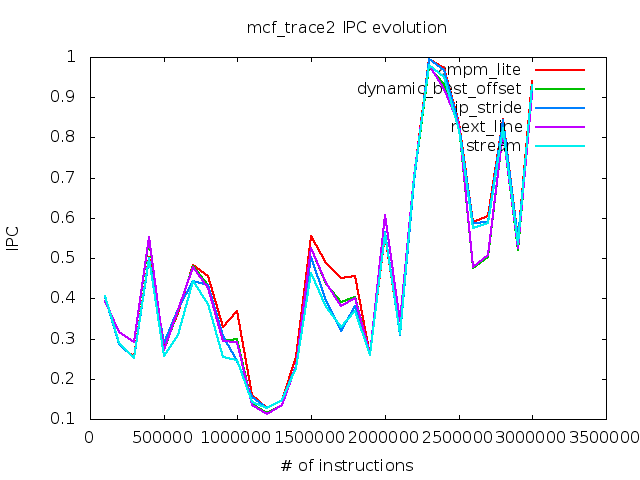 mcf_trace2 IPC evolution
1
0.9
0.8
0.7
0.6
0.5
0.4
0.3
0.2
0.1
IPC
ampm_lite
dynamic_best_offset
ip_stride
next_line
stream
0 500000 1000000 1500000 2000000 2500000 3000000 3500000
# of instructions